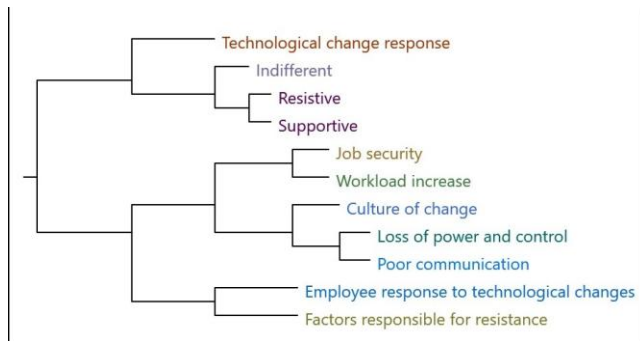 Technological change response
Indifferent
Resistive
Supportive
Job security
Workload increase
Culture of change
Loss of power and control
Poor communication
Employee response to technological changes
Factors responsible for resistance